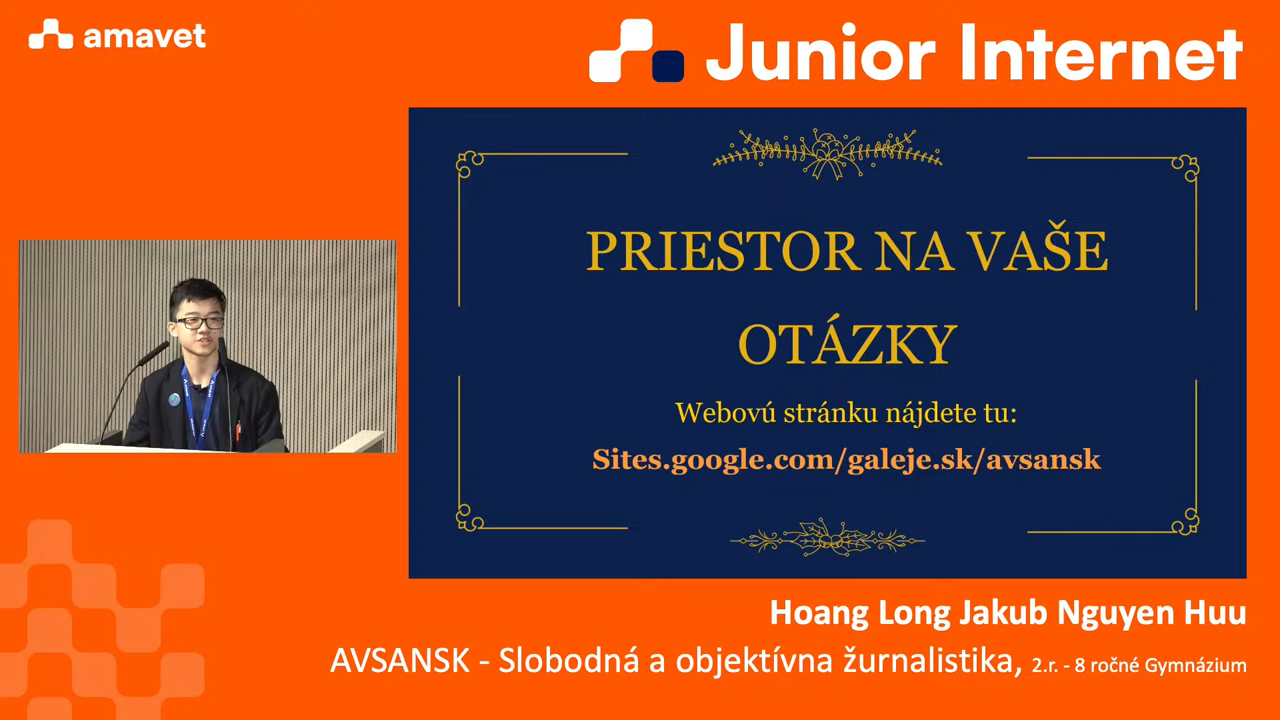 amavet
Junior Internet
PRIESTOR NA VAŠE
OTÁZKY
Webovú stránku nájdete tu:
Sites.google.com/galeje.sk/avsansk
Hoang Long Jakub Nguyen Huu
AVSANSK - Slobodná a objektívna žurnalistika, 2.r. - 8 ročné Gymnázium